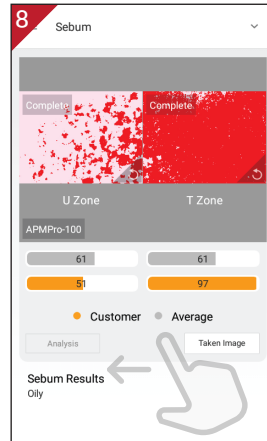 8
Sebum
Complete
Complete
U Zone
T Zone
APMPro-100
61
61
51
97
Customer
Average
Analysis
Taken Image
Sebum Results
Oily